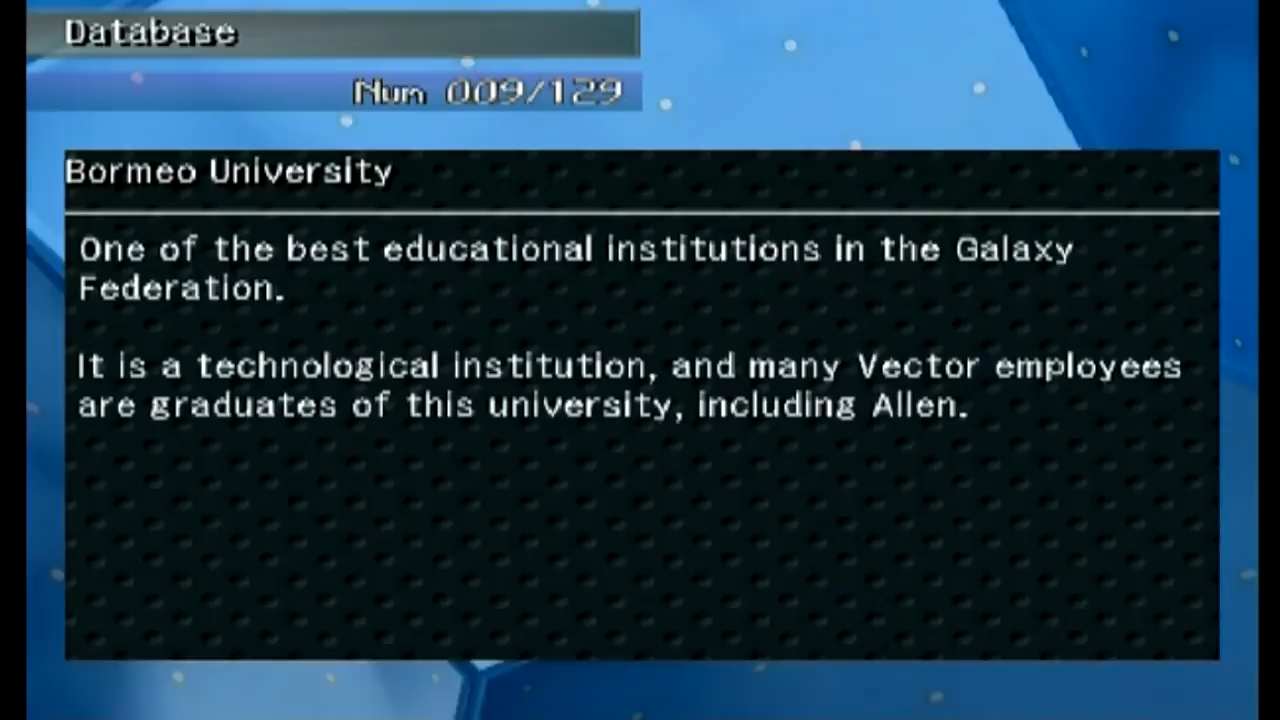 Database
Num 009/129
Bormeo University
One of the best educational institutions in the Galaxy
Federation.
It is a technological institution, and many Vector employees
are graduates of this university, including Allen.